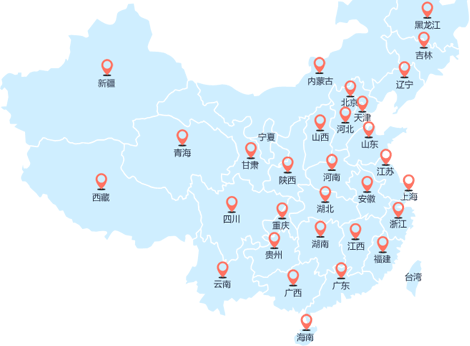 黑龙江
吉林
新疆
内蒙古
辽宁
北京
天津
河北
山西
宁夏
山东
青海
甘肃
陕西
河南
江苏
西藏
安徽
上海
湖北
四川
重庆
浙江
湖南
江西
贵州
福建
台湾
云南
广西
广东
海南